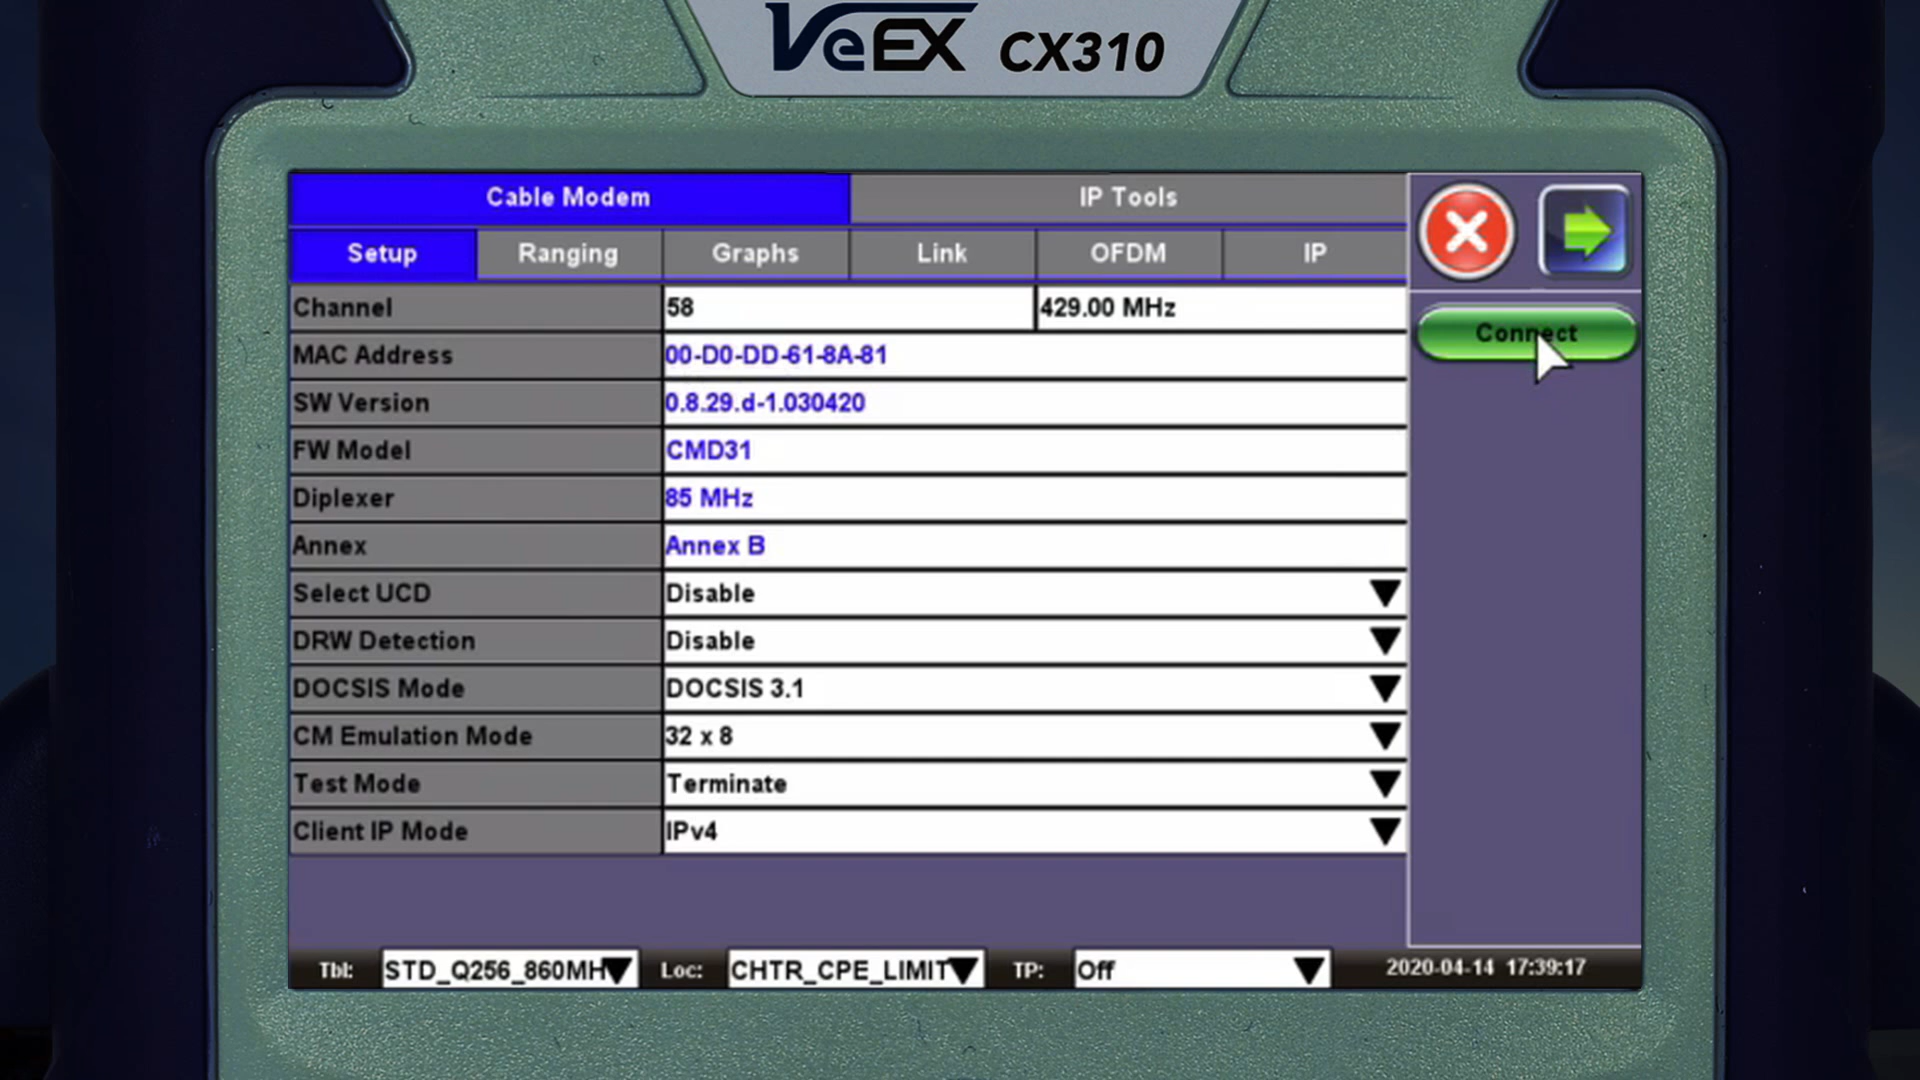 VeEX CX310
Cable Modem IP Tools
Setup Ranging Graphs Link OFDM IP
Channel 58 429.00 MHz
Connect
MAC Address 00-D0-DD-61-8A-81
SW Version 0.8.29.d-1.030420
FW Model CMD31
Diplexer 85 MHz
Annex Annex B
Select UCD Disable
DRW Detection Disable
DOCSIS Mode DOCSIS 3.1
CM Emulation Mode 32 x 8
Test Mode Terminate
Client IP Mode IPv4
Tbl: STD_Q256_860MH Loc: CHTR_CPE_LIMIT TP: Off 2020-04-14 17:39:17